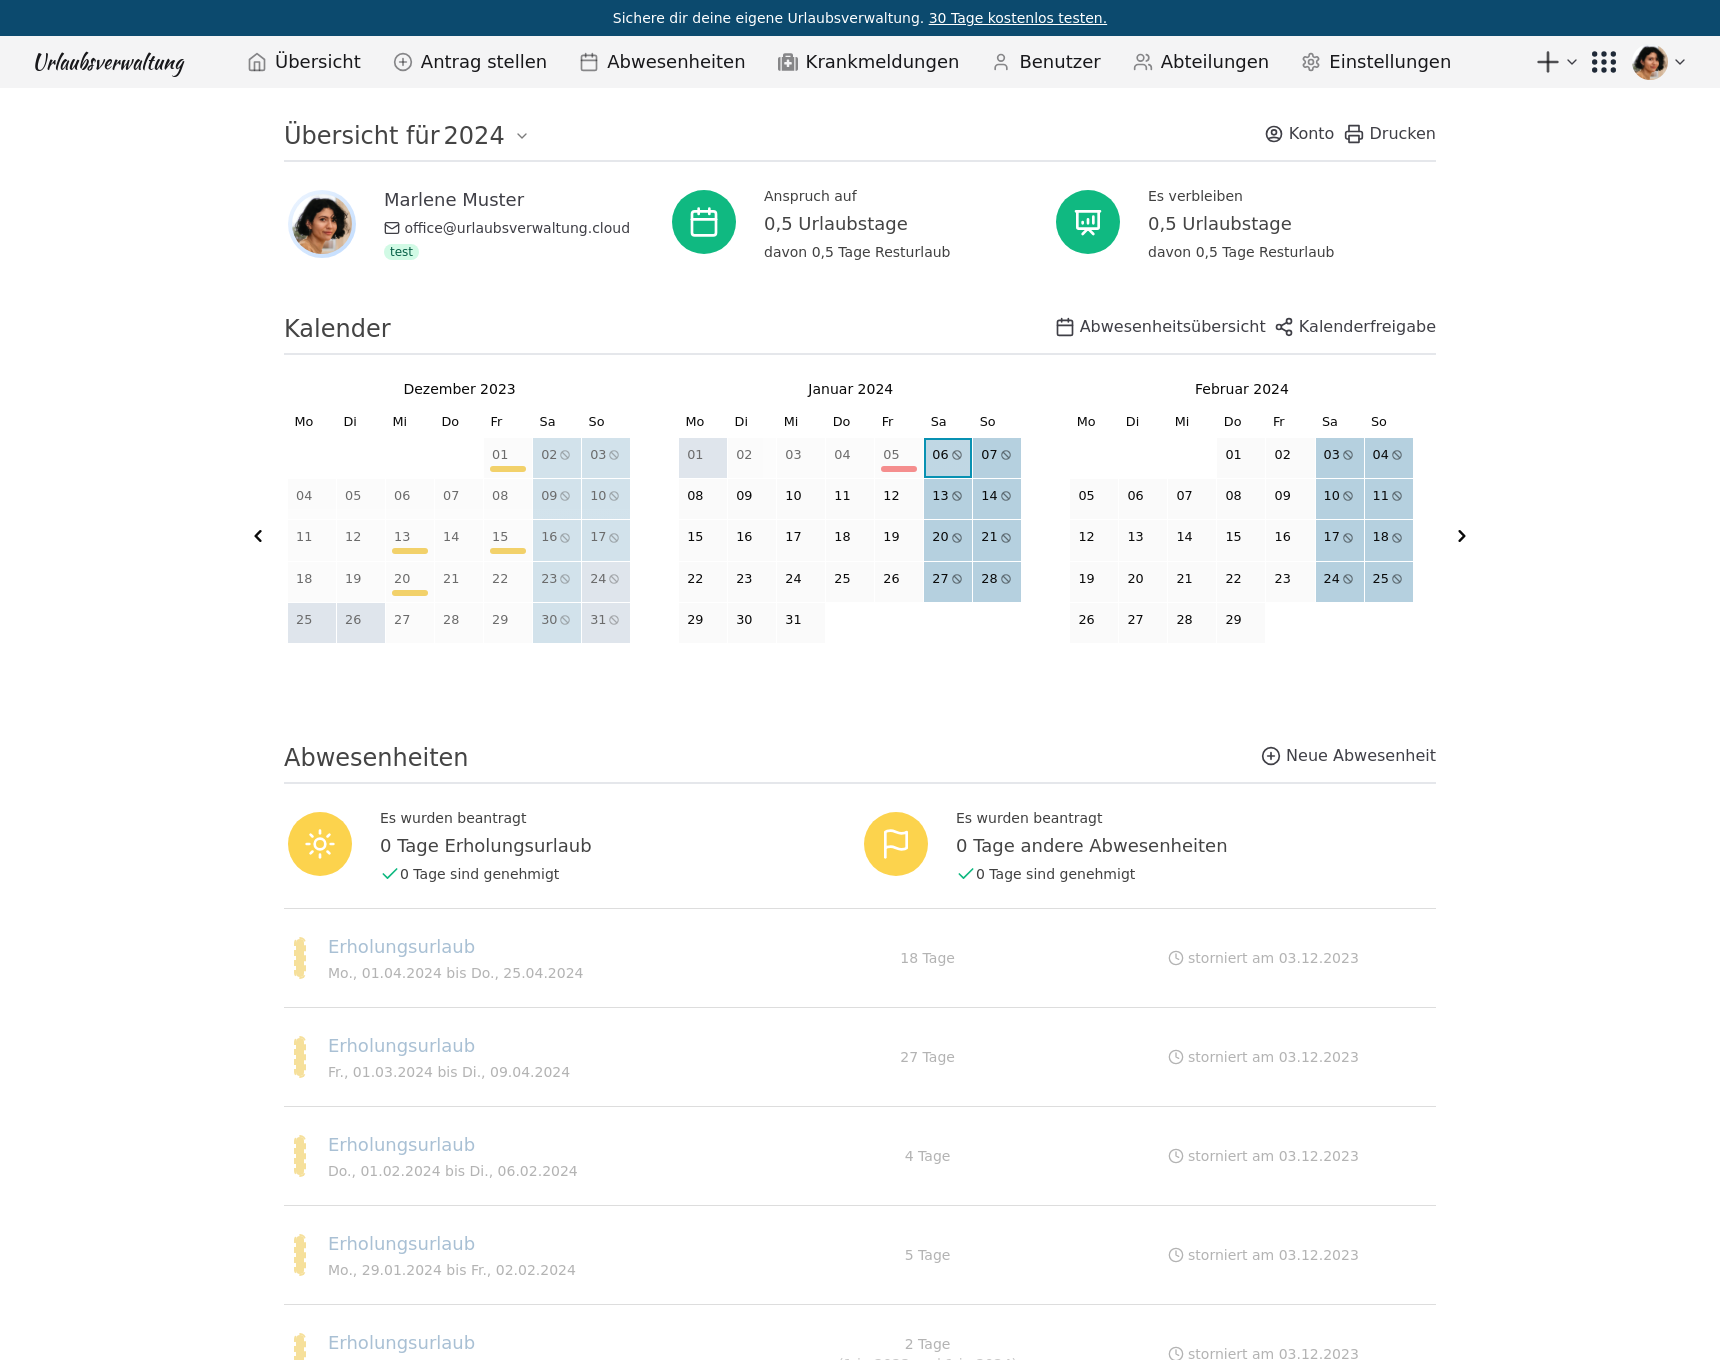 Sichere dir deine eigene Urlaubsverwaltung. 30 Tage kostenlos testen.
Urlaubsverwaltung Übersicht Antrag stellen Abwesenheiten Krankmeldungen Benutzer Abteilungen Einstellungen
Übersicht für 2024 Konto Drucken
Marlene Muster
office@urlaubsverwaltung.cloud
test
Anspruch auf
0,5 Urlaubstage
davon 0,5 Tage Resturlaub
Es verbleiben
0,5 Urlaubstage
davon 0,5 Tage Resturlaub
Kalender Abwesenheitsübersicht Kalenderfreigabe
Dezember 2023
Mo Di Mi Do Fr Sa So
01 02 03
04 05 06 07 08 09 10
11 12 13 14 15 16 17
18 19 20 21 22 23 24
25 26 27 28 29 30 31
Januar 2024
Mo Di Mi Do Fr Sa So
01 02 03 04 05 06 07
08 09 10 11 12 13 14
15 16 17 18 19 20 21
22 23 24 25 26 27 28
29 30 31
Februar 2024
Mo Di Mi Do Fr Sa So
01 02 03 04
05 06 07 08 09 10 11
12 13 14 15 16 17 18
19 20 21 22 23 24 25
26 27 28 29
Abwesenheiten Neue Abwesenheit
Es wurden beantragt
0 Tage Erholungsurlaub
0 Tage sind genehmigt
Es wurden beantragt
0 Tage andere Abwesenheiten
0 Tage sind genehmigt
Erholungsurlaub
Mo., 01.04.2024 bis Do., 25.04.2024
18 Tage
storniert am 03.12.2023
Erholungsurlaub
Fr., 01.03.2024 bis Di., 09.04.2024
27 Tage
storniert am 03.12.2023
Erholungsurlaub
Do., 01.02.2024 bis Di., 06.02.2024
4 Tage
storniert am 03.12.2023
Erholungsurlaub
Mo., 29.01.2024 bis Fr., 02.02.2024
5 Tage
storniert am 03.12.2023
Erholungsurlaub
2 Tage
storniert am 03.12.2023